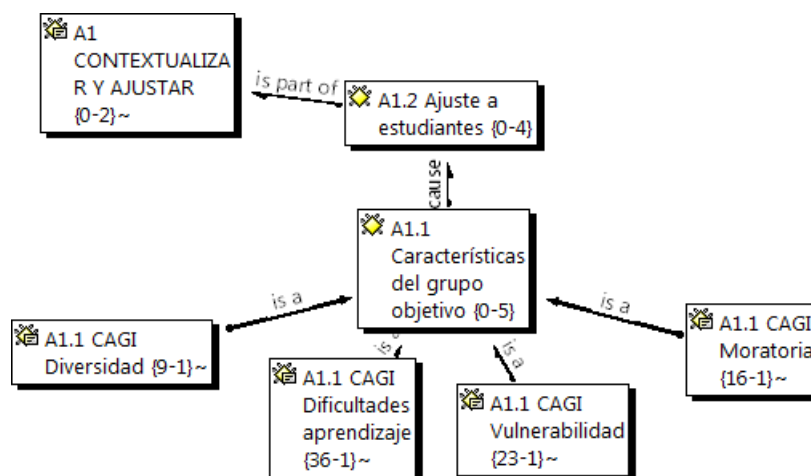 A1
CONTEXTUALIZA
R Y AJUSTAR
{0-2}~
is part of
A1.2 Ajuste a
estudiantes {0-4}
cause
A1.1
Características
del grupo
objetivo {0-5}
is a
is a
A1.1 CAGI
Diversidad {9-1}~
A1.1 CAGI
Moratoria
{16-1}~
is
is a
A1.1 CAGI
Dificultades
aprendizaje
{36-1}~
A1.1 CAGI
Vulnerabilidad
{23-1}~